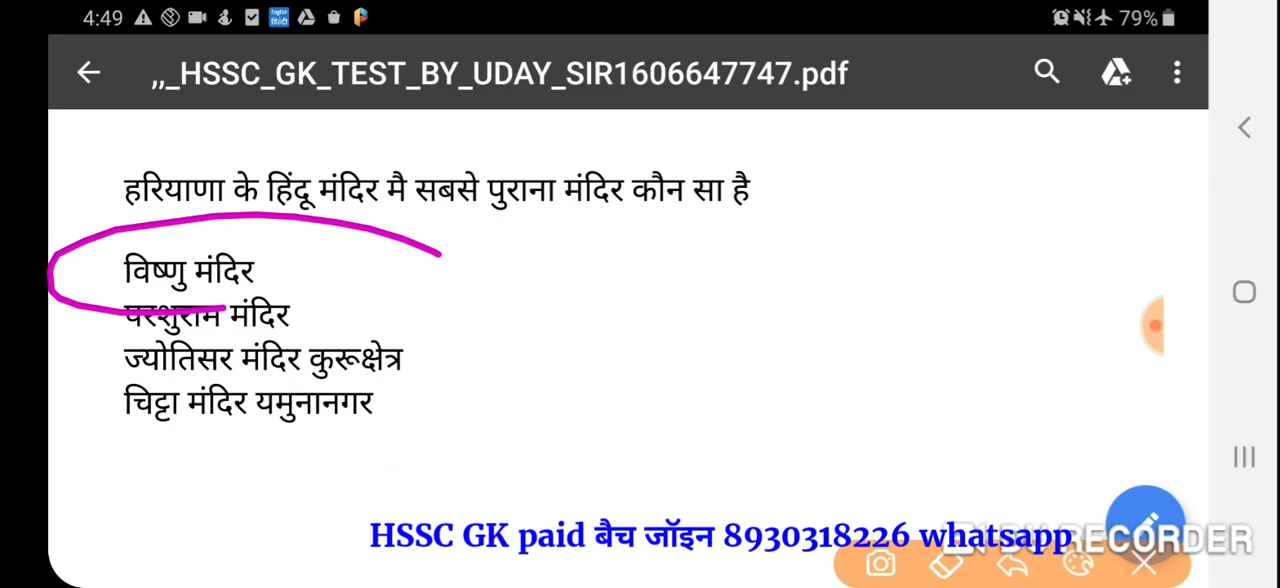 4:49
79%
,,_HSSC_GK_TEST_BY_UDAY_SIR1606647747.pdf
हरियाणा के हिंदू मंदिर मै सबसे पुराना मंदिर कौन सा है
विष्णु मंदिर
परशुराम मंदिर
ज्योतिसर मंदिर कुरूक्षेत्र
चिट्टा मंदिर यमुनानगर
HSSC GK paid बैच जॉइन 8930318226 whatsapp
RECORDER